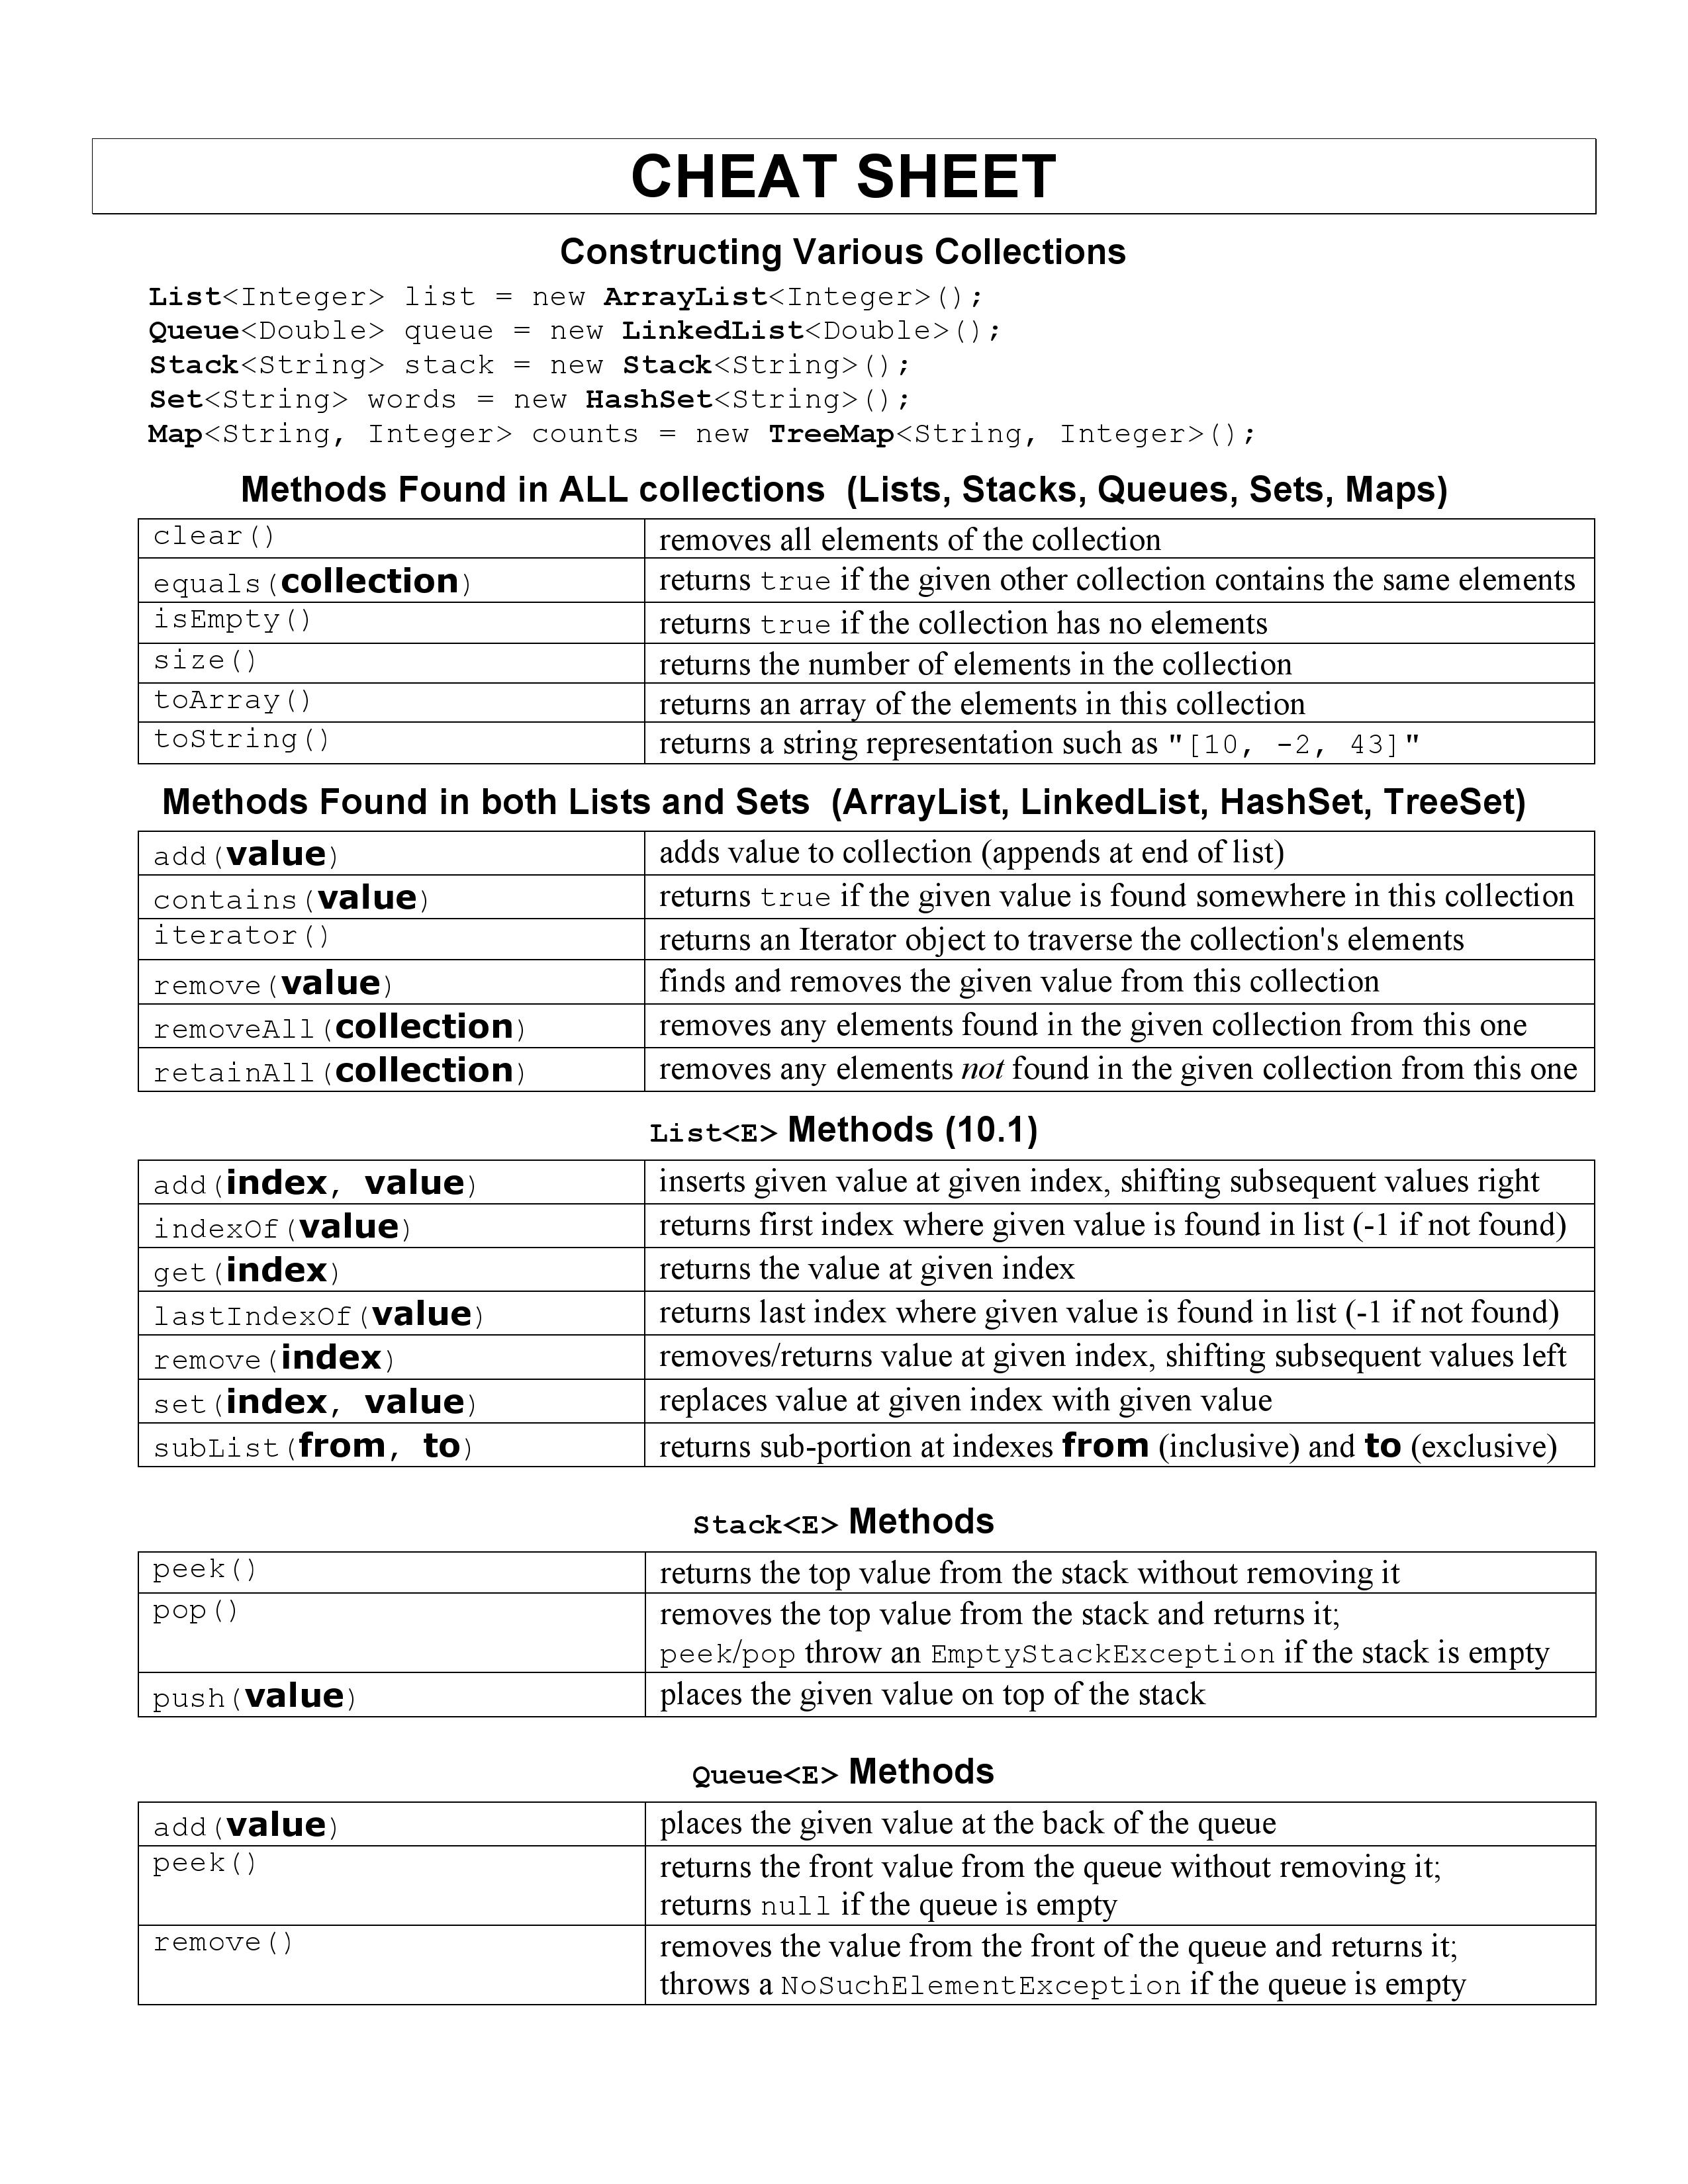 CHEAT SHEET
Constructing Various Collections
List<Integer> list = new ArrayList<Integer>();
Queue<Double> queue = new LinkedList<Double>();
Stack<String> stack = new Stack<String>();
Set<String> words = new HashSet<String>();
Map<String, Integer> counts = new TreeMap<String, Integer>();
Methods Found in ALL collections (Lists, Stacks, Queues, Sets, Maps)
clear() removes all elements of the collection
equals(collection) returns true if the given other collection contains the same elements
isEmpty() returns true if the collection has no elements
size() returns the number of elements in the collection
toArray() returns an array of the elements in this collection
toString() returns a string representation such as "[10, -2, 43]"
Methods Found in both Lists and Sets (ArrayList, LinkedList, HashSet, TreeSet)
add(value) adds value to collection (appends at end of list)
contains(value) returns true if the given value is found somewhere in this collection
iterator() returns an Iterator object to traverse the collection's elements
remove(value) finds and removes the given value from this collection
removeAll(collection) removes any elements found in the given collection from this one
retainAll(collection) removes any elements not found in the given collection from this one
List<E> Methods (10.1)
add(index, value) inserts given value at given index, shifting subsequent values right
indexOf(value) returns first index where given value is found in list (-1 if not found)
get(index) returns the value at given index
lastIndexOf(value) returns last index where given value is found in list (-1 if not found)
remove(index) removes/returns value at given index, shifting subsequent values left
set(index, value) replaces value at given index with given value
subList(from, to) returns sub-portion at indexes from (inclusive) and to (exclusive)
Stack<E> Methods
peek() returns the top value from the stack without removing it
pop() removes the top value from the stack and returns it;
peek/pop throw an EmptyStackException if the stack is empty
push(value) places the given value on top of the stack
Queue<E> Methods
add(value) places the given value at the back of the queue
peek() returns the front value from the queue without removing it;
returns null if the queue is empty
remove() removes the value from the front of the queue and returns it;
throws a NoSuchElementException if the queue is empty